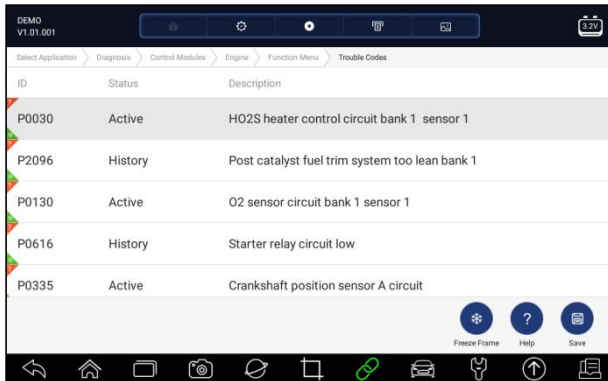 DEMO
V1.01.001
3.2V
Select Application Diagnosis Control Modules Engine Function Menu Trouble Codes
ID Status Description
P0030 Active HO2S heater control circuit bank 1 sensor 1
P2096 History Post catalyst fuel trim system too lean bank 1
P0130 Active O2 sensor circuit bank 1 sensor 1
P0616 History Starter relay circuit low
P0335 Active Crankshaft position sensor A circuit
?
Freeze Frame Help Save